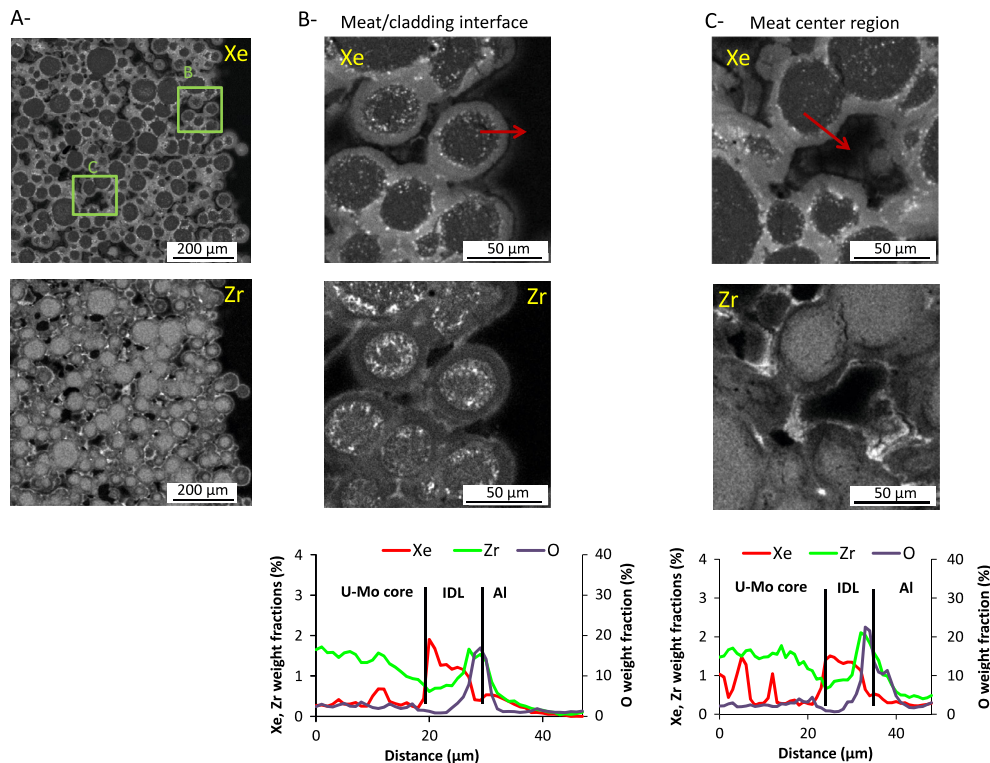 A-
B-
Meat/cladding interface
C-
Meat center region
Xe
B
C
200 µm
Xe
50 µm
Xe
50 µm
Zr
200 µm
Zr
50 µm
Zr
50 µm
Xe Zr O
Xe, Zr weight fractions (%)
4
3
2
1
0
U-Mo core IDL Al
40
30
20
10
0
O weight fraction (%)
0 20 40
Distance (µm)
Xe Zr O
Xe, Zr weight fractions (%)
4
3
2
1
0
U-Mo core IDL Al
40
30
20
10
0
O weight fraction (%)
0 20 40
Distance (µm)